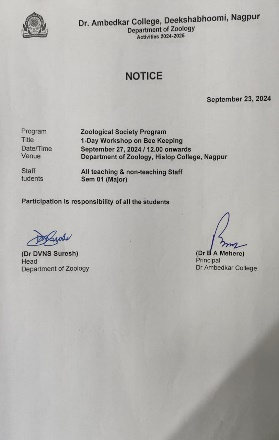 Dr. Ambedkar College, Deekshabhoomi, Nagpur
Department of Zoology
Activities 2024-2025
NOTICE
September 23, 2024
Program Zoological Society Program
Title 1-Day Workshop on Bee Keeping
Date/Time September 27, 2024 / 12.00 onwards
Venue Department of Zoology, Hislop College, Nagpur
Staff All teaching & non-teaching Staff
tudents Sem 01 (Major)
Participation is responsibility of all the students
(Dr DVNS Suresh) (Dr B A Mehere)
Head Principal
Department of Zoology Dr Ambedkar College